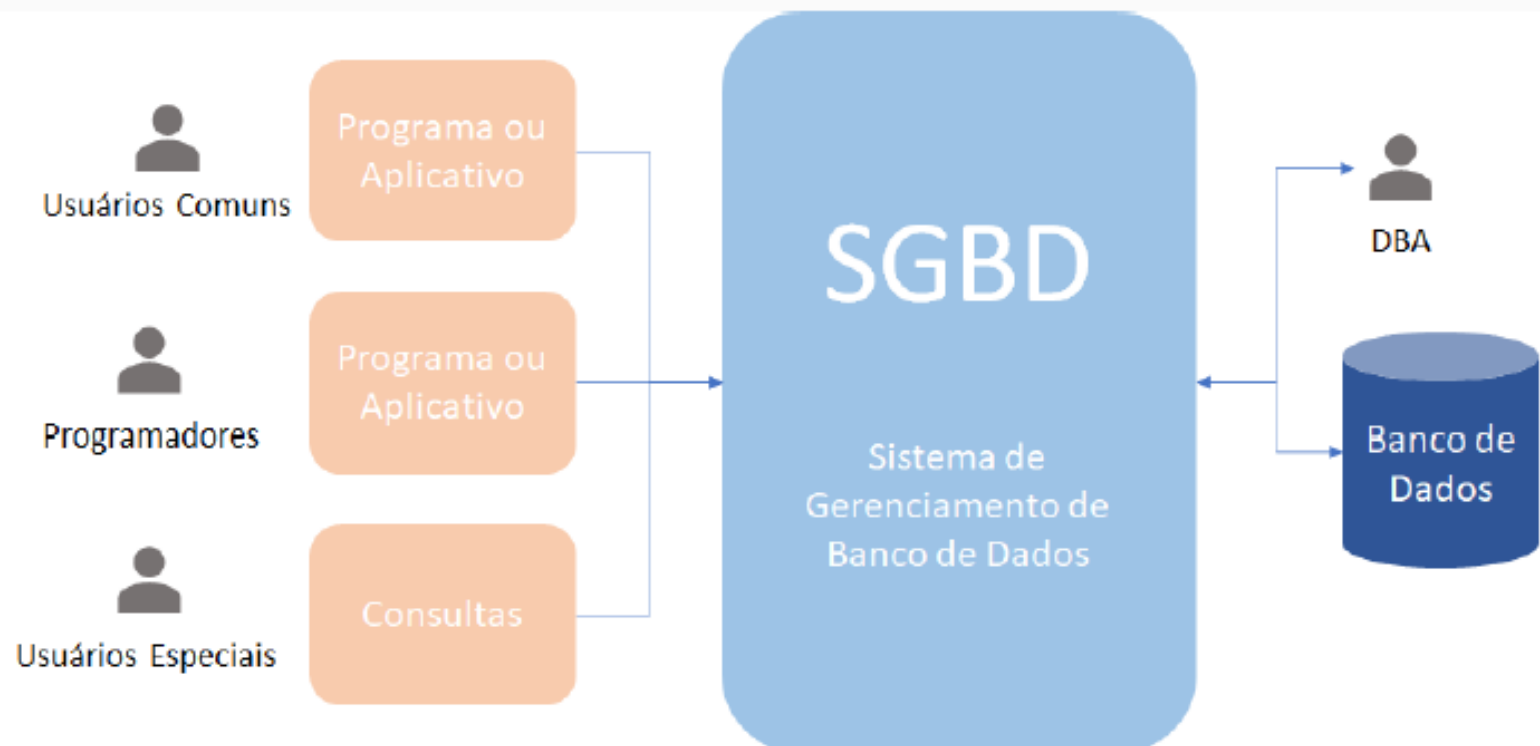 Usuários Comuns
Programa ou
Aplicativo
Programadores
Programa ou
Aplicativo
Usuários Especiais
Consultas
SGBD
Sistema de
Gerenciamento de
Banco de Dados
DBA
Banco de
Dados